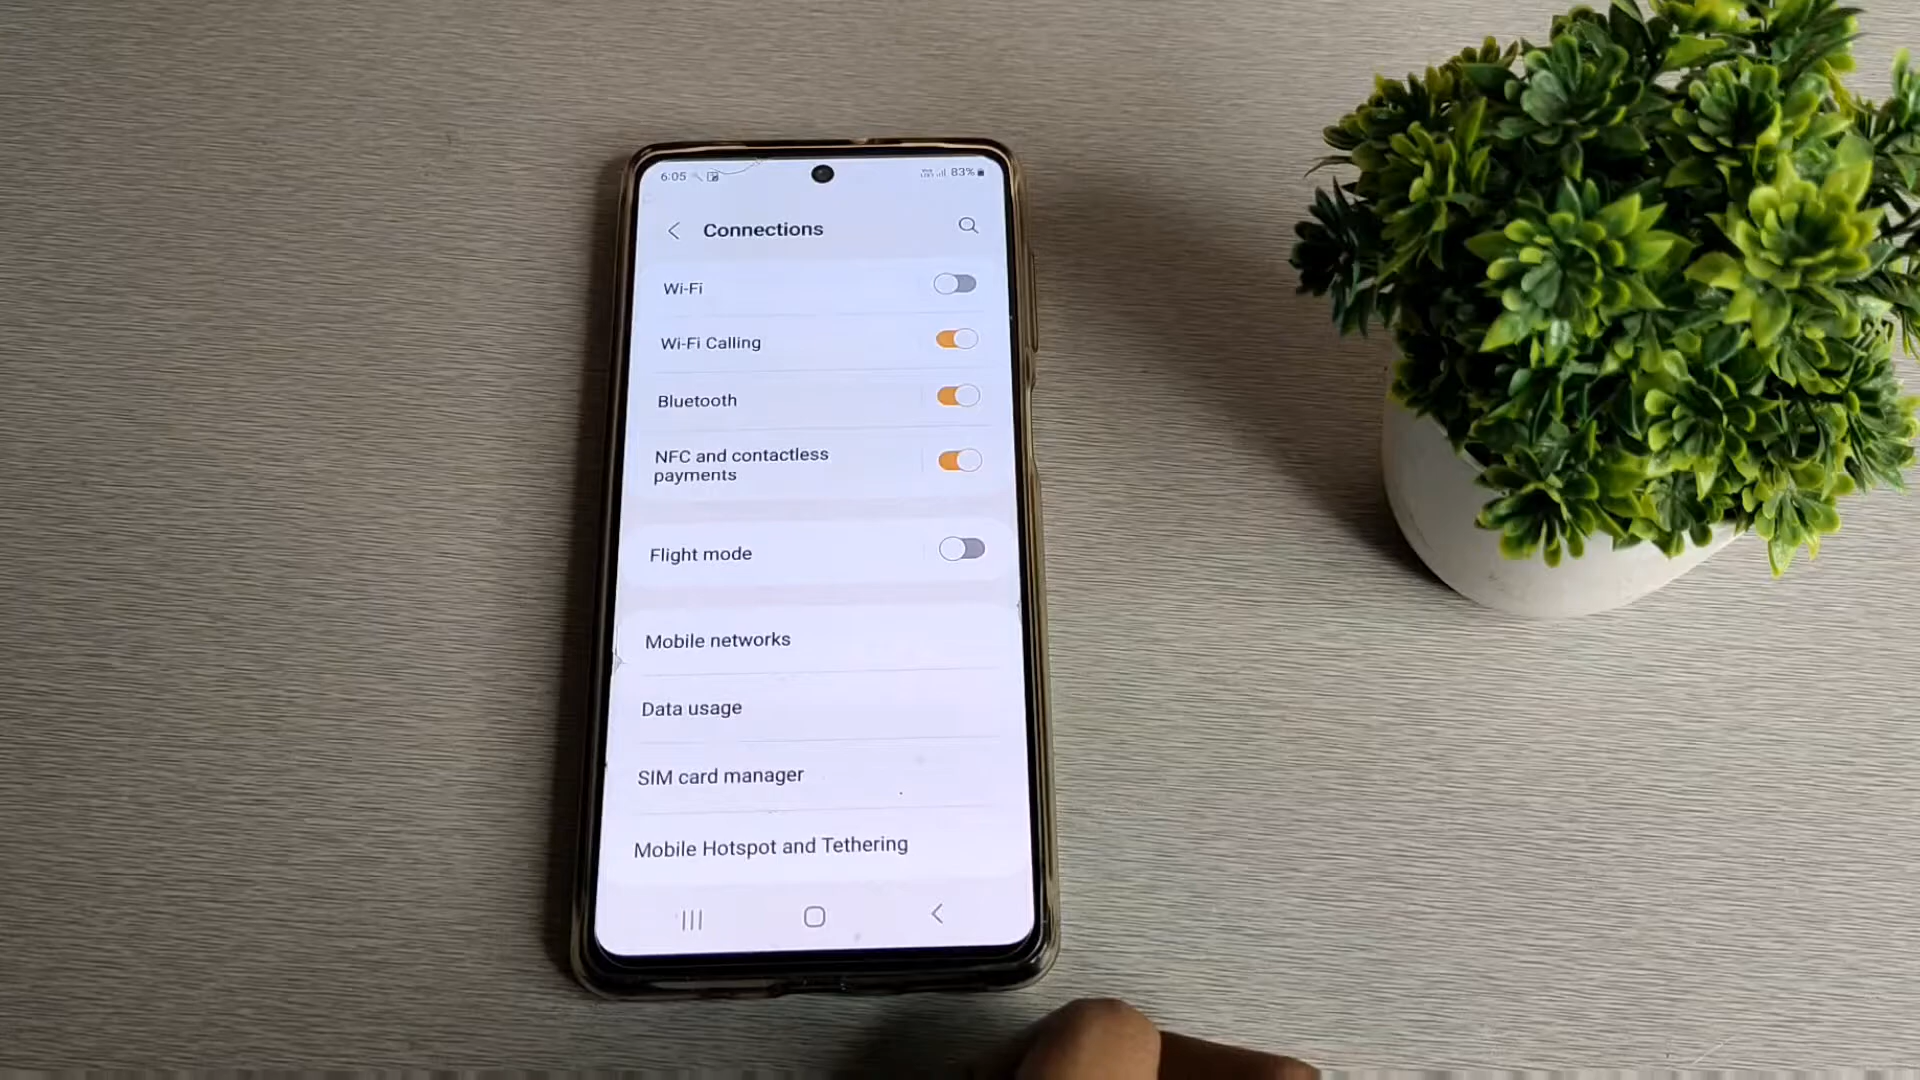 6:05 83%
Connections
Wi-Fi
Wi-Fi Calling
Bluetooth
NFC and contactless
payments
Flight mode
Mobile networks
Data usage
SIM card manager
Mobile Hotspot and Tethering